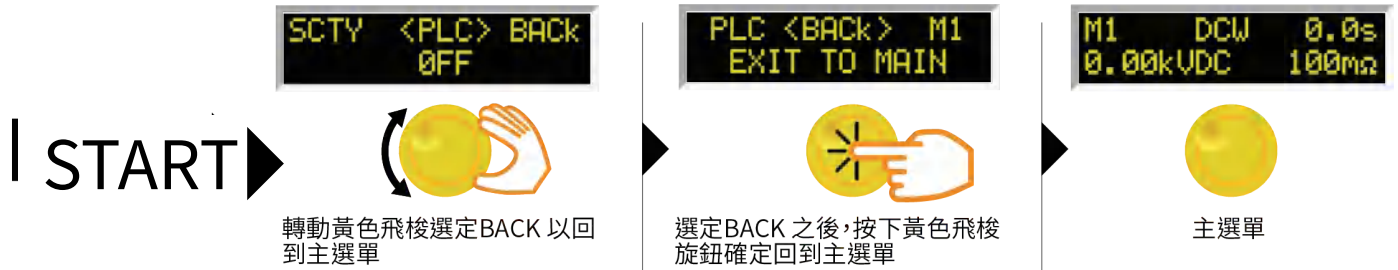 SCTY <PLC> BACk
0FF
PLC <BACk> M1
EXIT TO MAIN
M1 DCW 0.0s
0.00kVDC 100mΩ
START
轉動黃色飛梭選定BACK 以回
到主選單
選定BACK 之後,按下黃色飛梭
旋鈕確定回到主選單
主選單